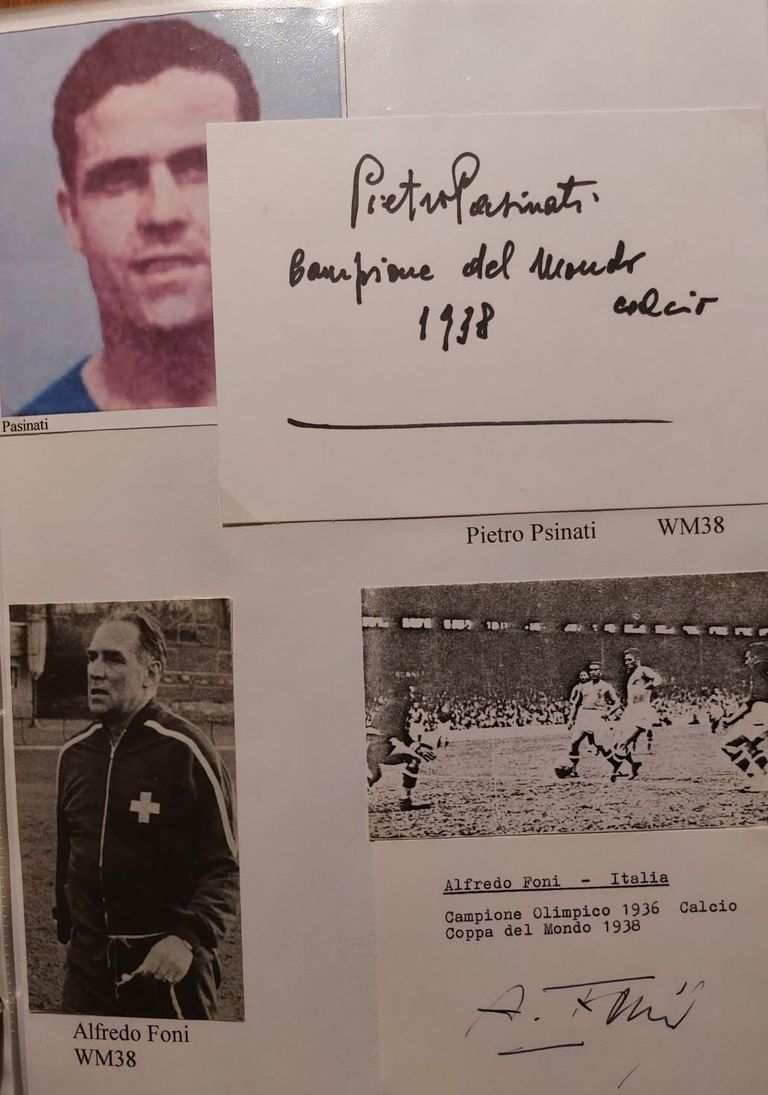 Pietro Pasinati
Campione del Mondo
calcio
1938
Pasinati
Pietro Psinati WM38
Alfredo Foni
WM38
Alfredo Foni - Italia
Campione Olimpico 1936 Calcio
Coppa del Mondo 1938
A. Foni